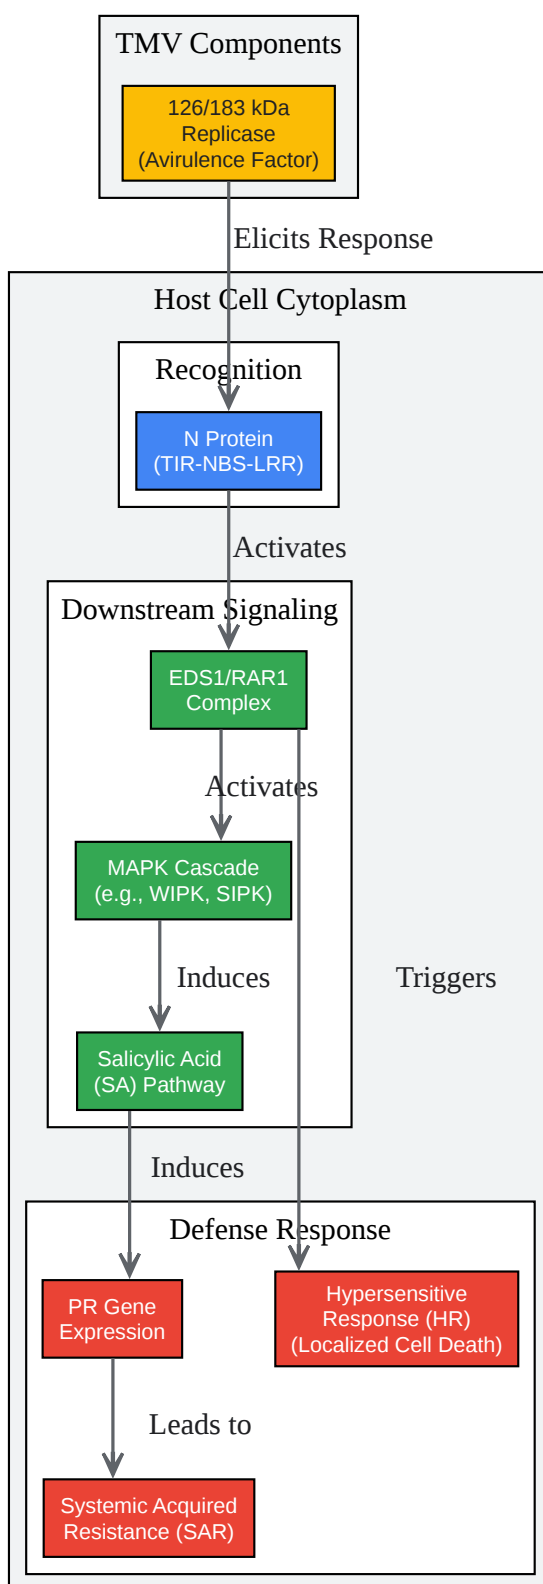 TMV Components
126/183 kDa
Replicase
(Avirulence Factor)
Elicits Response
Host Cell Cytoplasm
Recognition
N Protein
(TIR-NBS-LRR)
Activates
Downstream Signaling
EDS1/RAR1
Complex
Activates
MAPK Cascade
(e.g., WIPK, SIPK)
Induces
Triggers
Salicylic Acid
(SA) Pathway
Induces
Defense Response
PR Gene
Expression
Hypersensitive
Response (HR)
(Localized Cell Death)
Leads to
Systemic Acquired
Resistance (SAR)